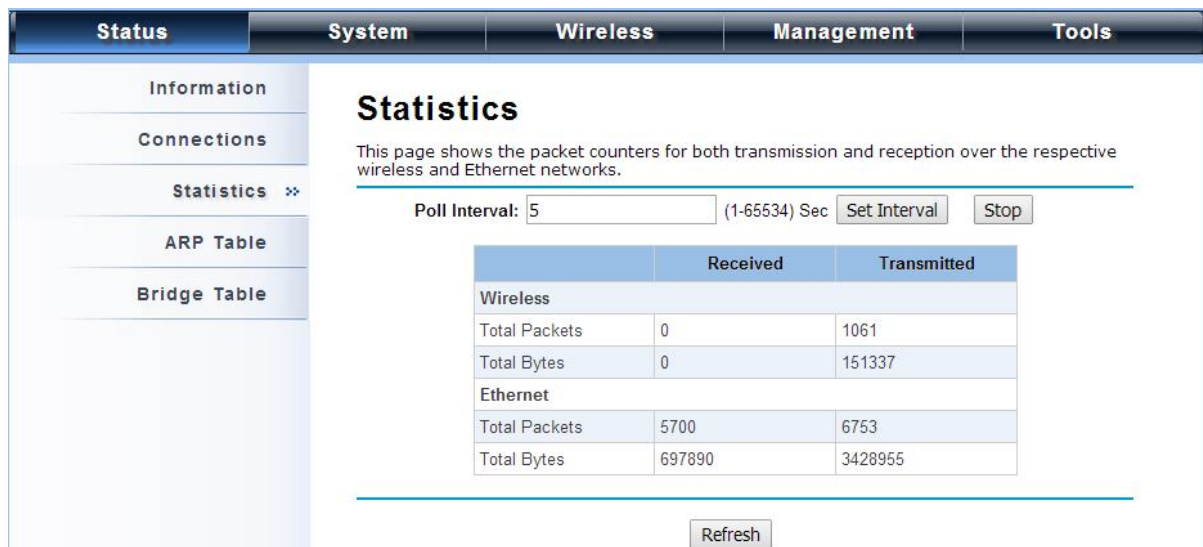 Status System Wireless Management Tools
Information
Connections
Statistics »
ARP Table
Bridge Table
Statistics
This page shows the packet counters for both transmission and reception over the respective
wireless and Ethernet networks.
Poll Interval: 5 (1-65534) Sec Set Interval Stop
Received Transmitted
Wireless
Total Packets 0 1061
Total Bytes 0 151337
Ethernet
Total Packets 5700 6753
Total Bytes 697890 3428955
Refresh